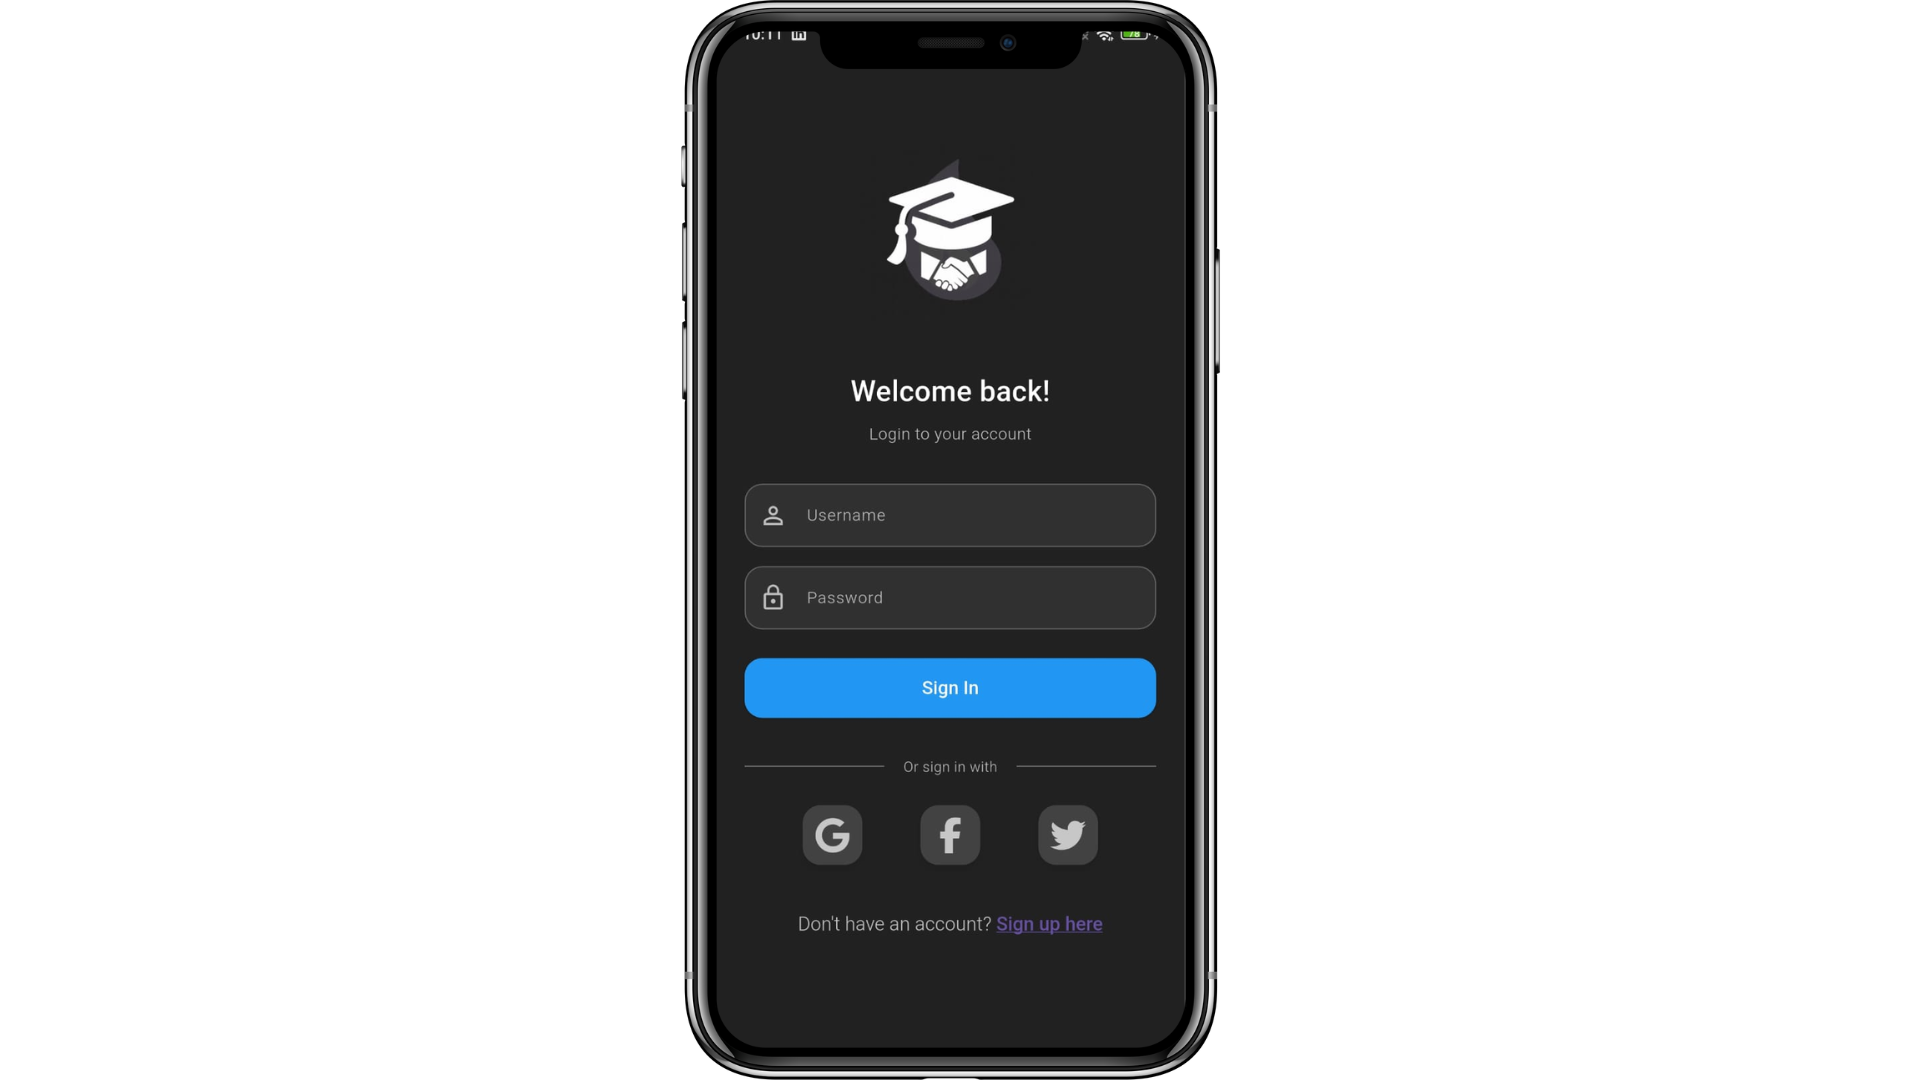 10:11
78
Welcome back!
Login to your account
Username
Password
Sign In
Or sign in with
Don't have an account? Sign up here